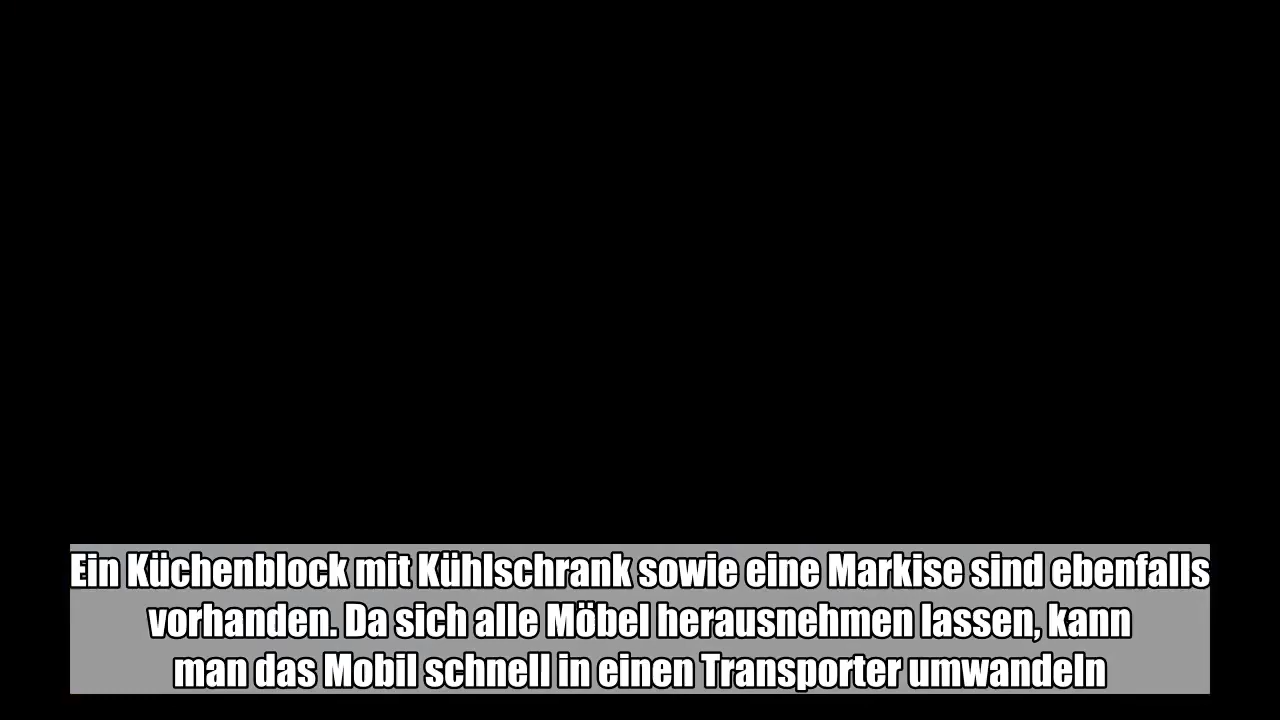 Ein Küchenblock mit Kühlschrank sowie eine Markise sind ebenfalls
vorhanden. Da sich alle Möbel herausnehmen lassen, kann
man das Mobil schnell in einen Transporter umwandeln